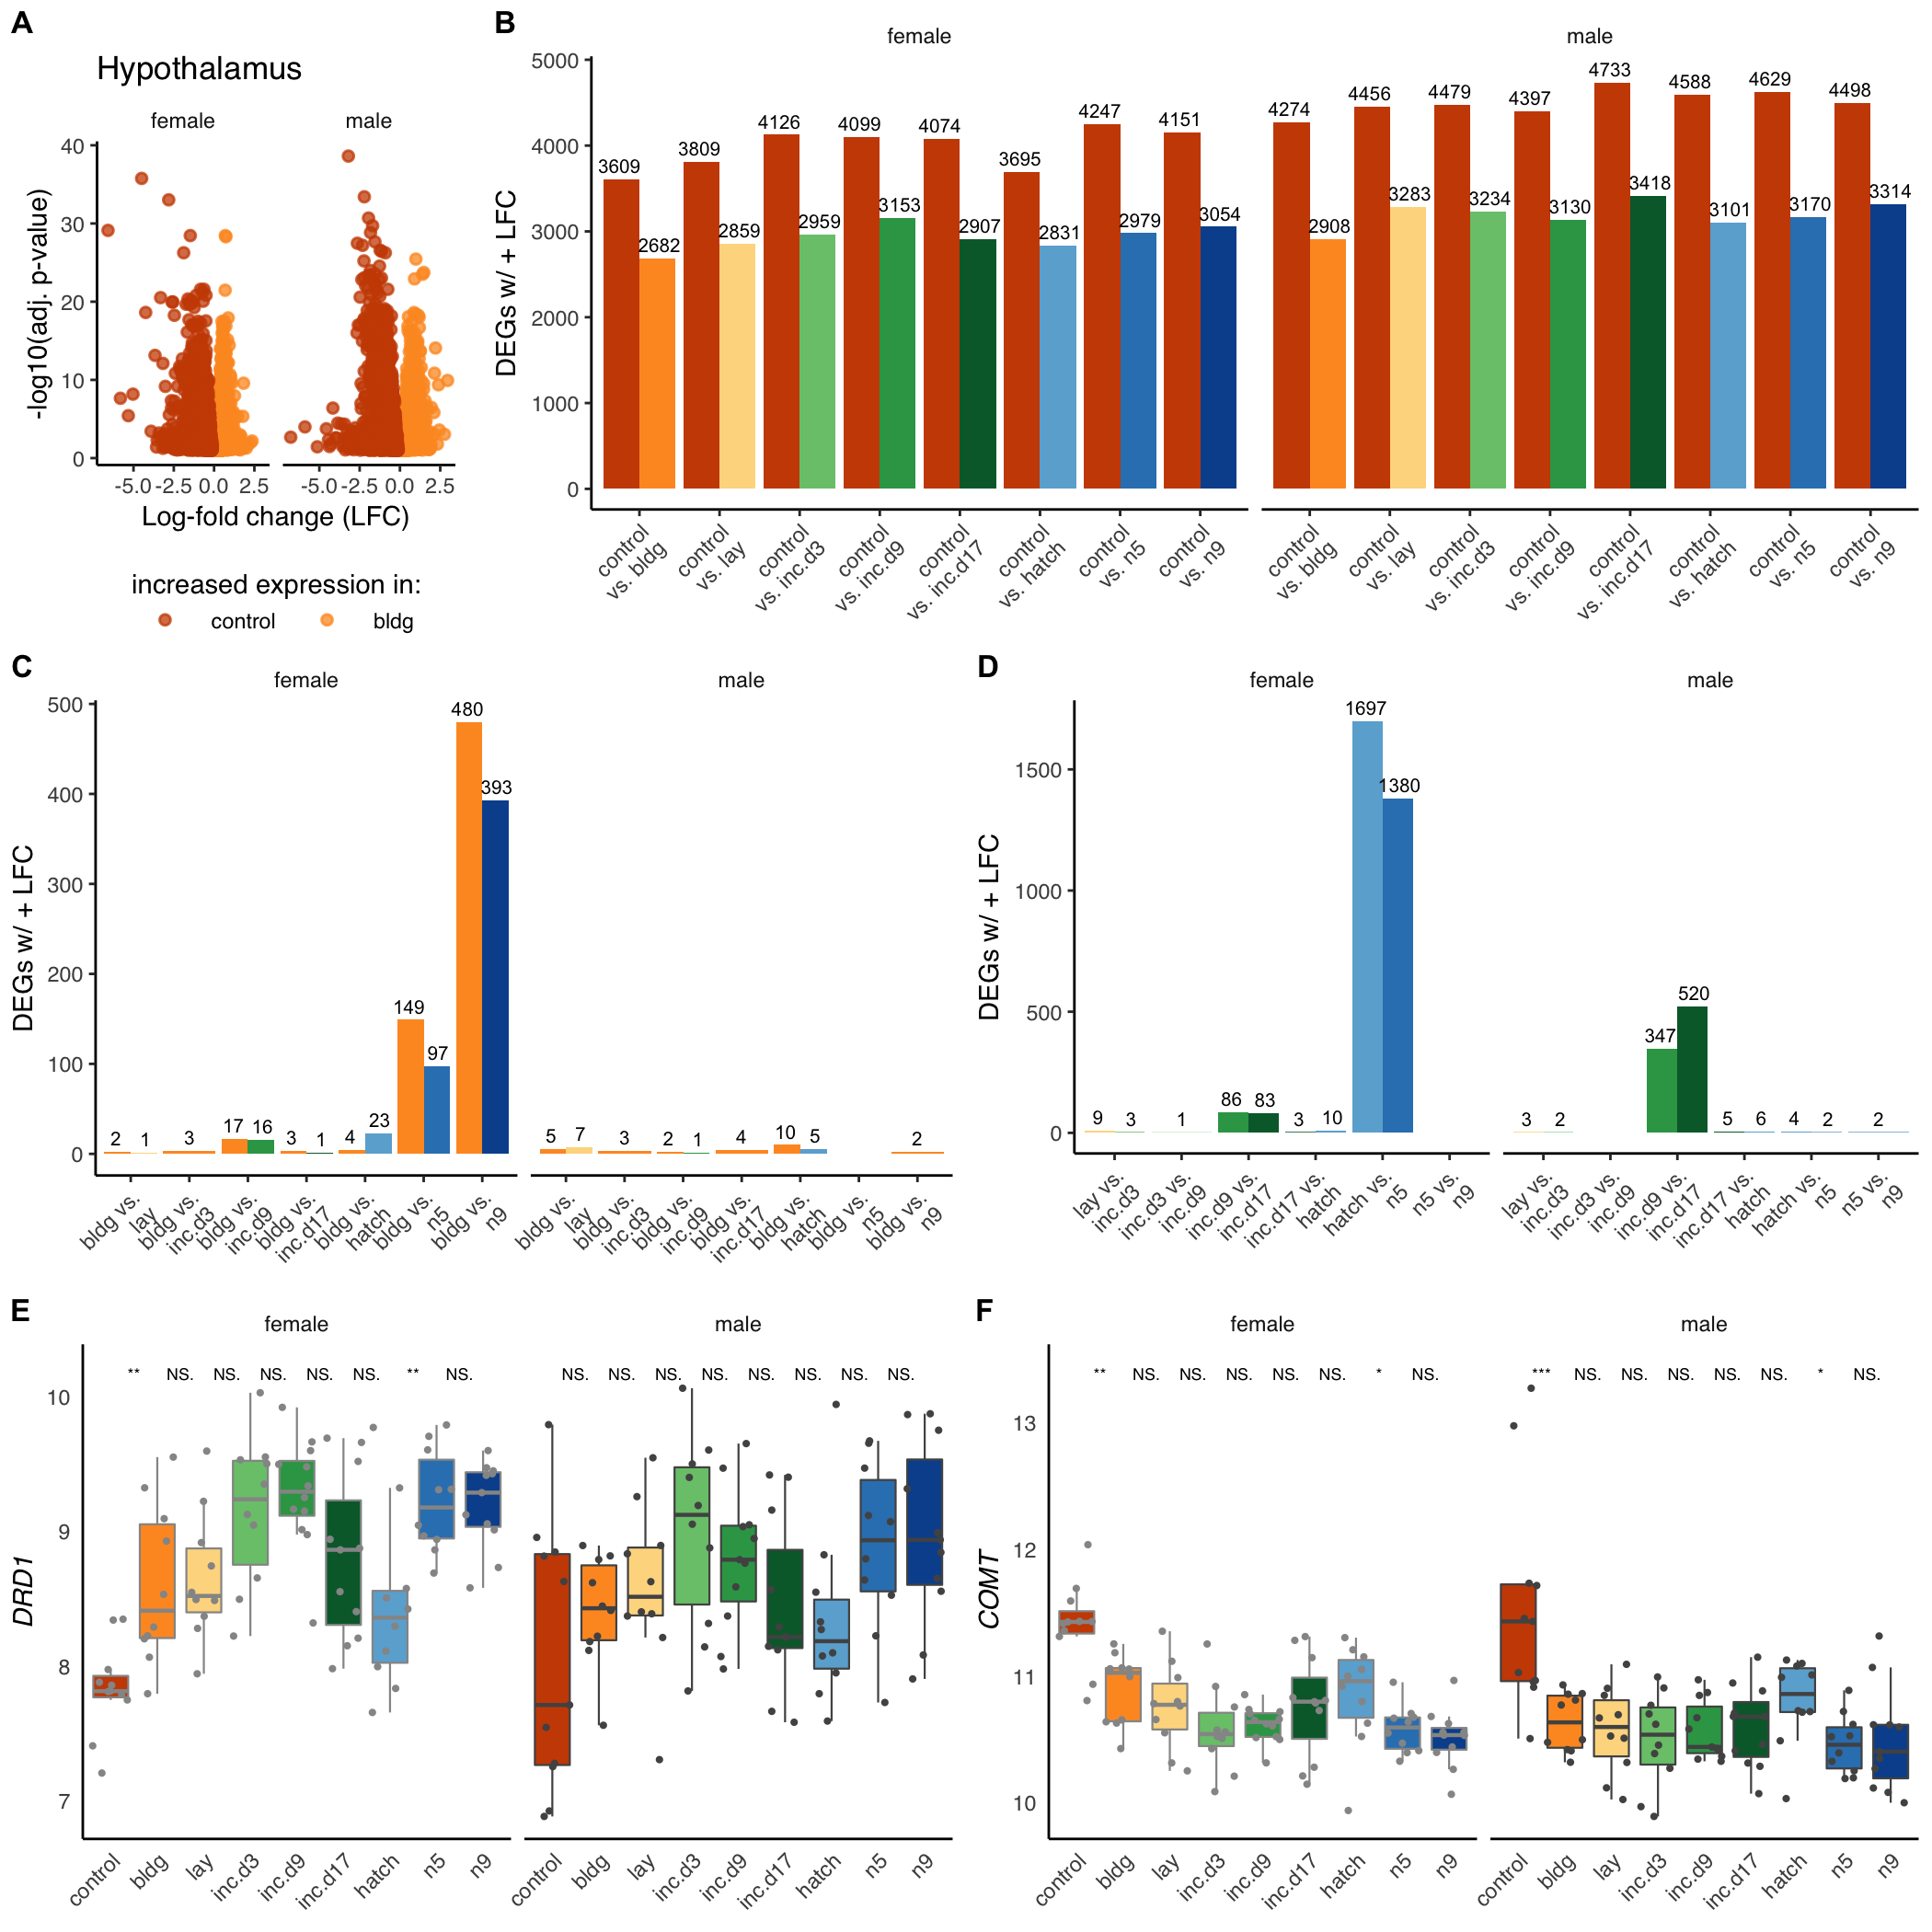 A
Hypothalamus
female
male
-log10(adj. p-value)
40
30
20
10
0
-5.0 -2.5 0.0 2.5
-5.0 -2.5 0.0 2.5
Log-fold change (LFC)
increased expression in:
control
bldg
B
female
male
DEGs w/ + LFC
5000
4000
3000
2000
1000
0
3609
2682
3809
2859
4126
2959
4099
3153
4074
2907
3695
2831
4247
2979
4151
3054
4274
2908
4456
3283
4479
3234
4397
3130
4733
3418
4588
3101
4629
3170
4498
3314
control
vs. bldg
control
vs. lay
control
vs. inc.d3
control
vs. inc.d9
control
vs. inc.d17
control
vs. hatch
control
vs. n5
control
vs. n9
control
vs. bldg
control
vs. lay
control
vs. inc.d3
control
vs. inc.d9
control
vs. inc.d17
control
vs. hatch
control
vs. n5
control
vs. n9
C
female
male
DEGs w/ + LFC
500
400
300
200
100
0
2
1
3
17
16
3
1
4
23
149
97
480
393
5
7
3
2
1
4
10
5
2
bldg vs.
lay
bldg vs.
inc.d3
bldg vs.
inc.d9
bldg vs.
inc.d17
bldg vs.
hatch
bldg vs.
n5
bldg vs.
n9
bldg vs.
lay
bldg vs.
inc.d3
bldg vs.
inc.d9
bldg vs.
inc.d17
bldg vs.
hatch
bldg vs.
n5
bldg vs.
n9
D
female
male
DEGs w/ + LFC
1500
1000
500
0
9
3
1
86
83
3
10
1697
1380
3
2
347
520
5
6
4
2
2
lay vs.
inc.d3
inc.d3 vs.
inc.d9
inc.d9 vs.
inc.d17
inc.d17 vs.
hatch
hatch vs.
n5
n5 vs.
n9
lay vs.
inc.d3
inc.d3 vs.
inc.d9
inc.d9 vs.
inc.d17
inc.d17 vs.
hatch
hatch vs.
n5
n5 vs.
n9
E
female
male
DRD1
10
9
8
7
** NS. NS. NS. NS. NS. ** NS.
NS. NS. NS. NS. NS. NS. NS. NS.
control
bldg
lay
inc.d3
inc.d9
inc.d17
hatch
n5
n9
control
bldg
lay
inc.d3
inc.d9
inc.d17
hatch
n5
n9
F
female
male
COMT
13
12
11
10
** NS. NS. NS. NS. NS. * NS.
*** NS. NS. NS. NS. NS. * NS.
control
bldg
lay
inc.d3
inc.d9
inc.d17
hatch
n5
n9
control
bldg
lay
inc.d3
inc.d9
inc.d17
hatch
n5
n9